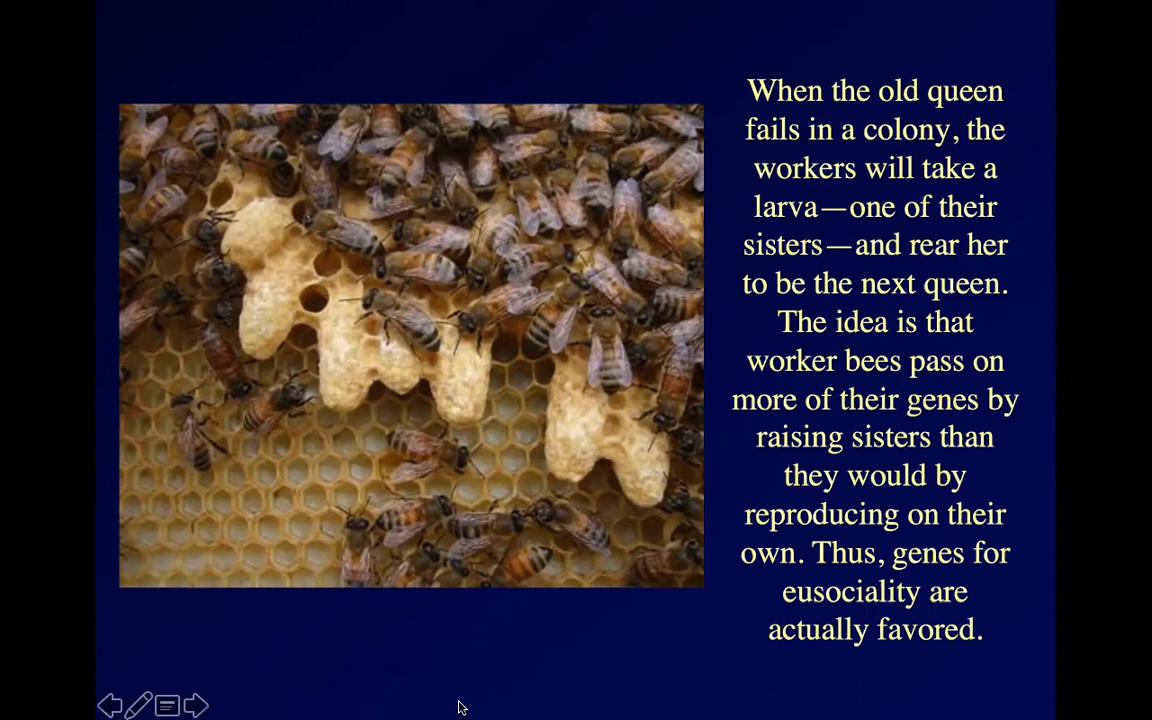 When the old queen
fails in a colony, the
workers will take a
larva—one of their
sisters—and rear her
to be the next queen.
The idea is that
worker bees pass on
more of their genes by
raising sisters than
they would by
reproducing on their
own. Thus, genes for
eusociality are
actually favored.